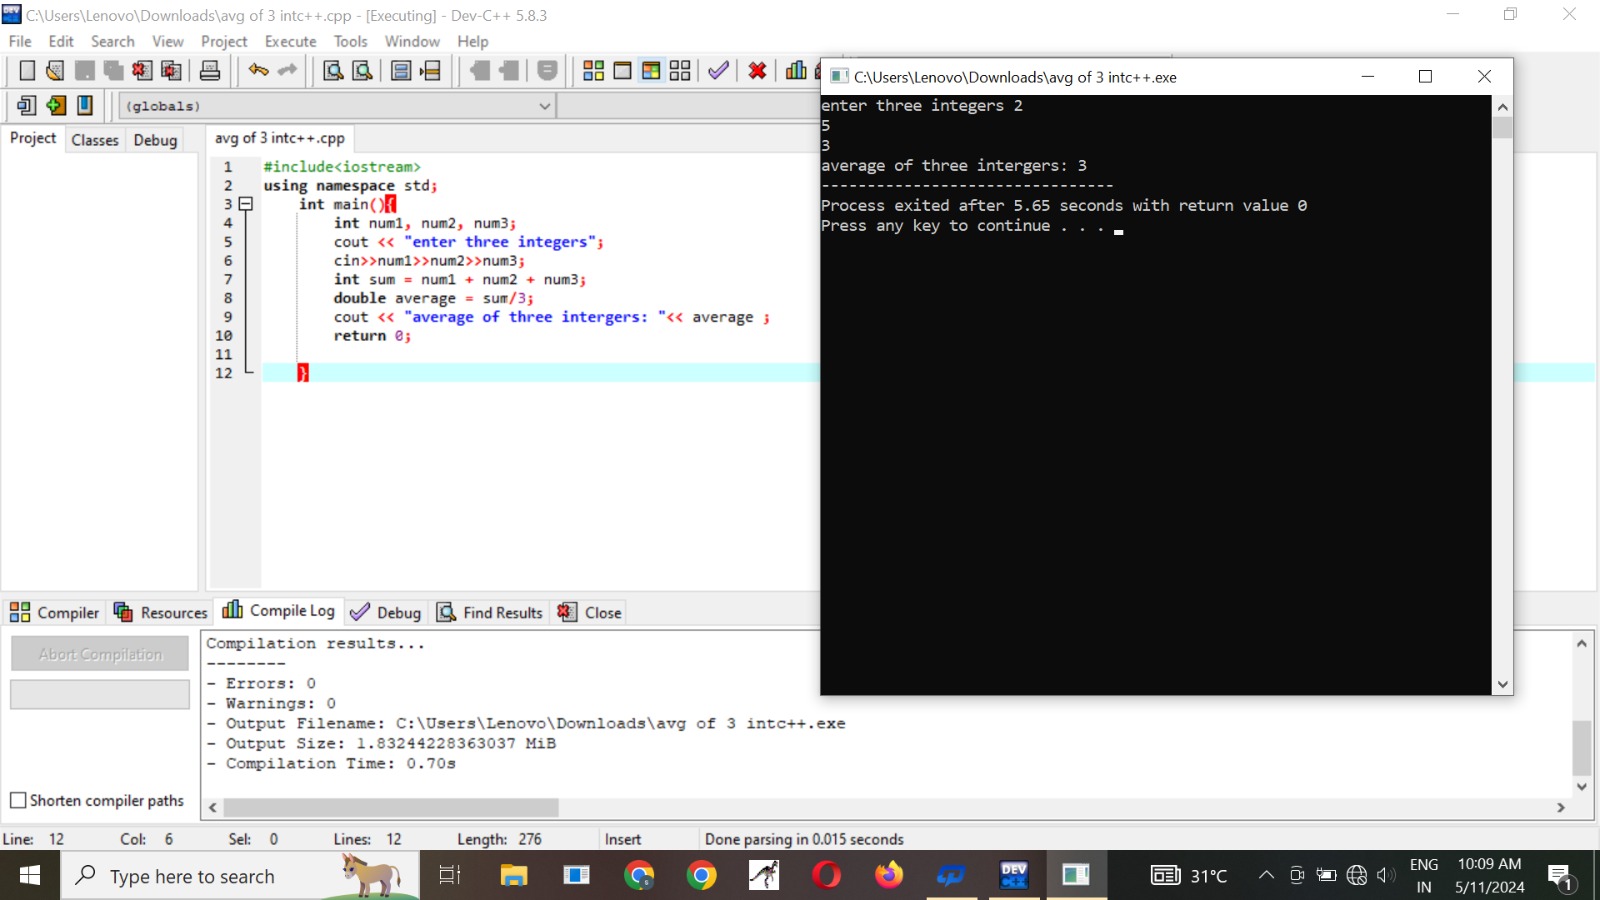 C:\Users\Lenovo\Downloads\avg of 3 intc++.cpp - [Executing] - Dev-C++ 5.8.3
File Edit Search View Project Execute Tools Window Help
(globals)
Project Classes Debug
avg of 3 intc++.cpp
1 #include<iostream>
2 using namespace std;
3 int main(){
4 int num1, num2, num3;
5 cout << "enter three integers";
6 cin>>num1>>num2>>num3;
7 int sum = num1 + num2 + num3;
8 double average = sum/3;
9 cout << "average of three intergers: "<< average ;
10 return 0;
11
12 }
C:\Users\Lenovo\Downloads\avg of 3 intc++.exe
enter three integers 2
5
3
average of three intergers: 3
--------------------------------
Process exited after 5.65 seconds with return value 0
Press any key to continue . . .
Compiler Resources Compile Log Debug Find Results Close
Abort Compilation
Shorten compiler paths
Compilation results...
--------
- Errors: 0
- Warnings: 0
- Output Filename: C:\Users\Lenovo\Downloads\avg of 3 intc++.exe
- Output Size: 1.83244228363037 MiB
- Compilation Time: 0.70s
Line: 12 Col: 6 Sel: 0 Lines: 12 Length: 276 Insert Done parsing in 0.015 seconds
Type here to search
DEV C++
31°C
ENG
IN
10:09 AM
5/11/2024
1